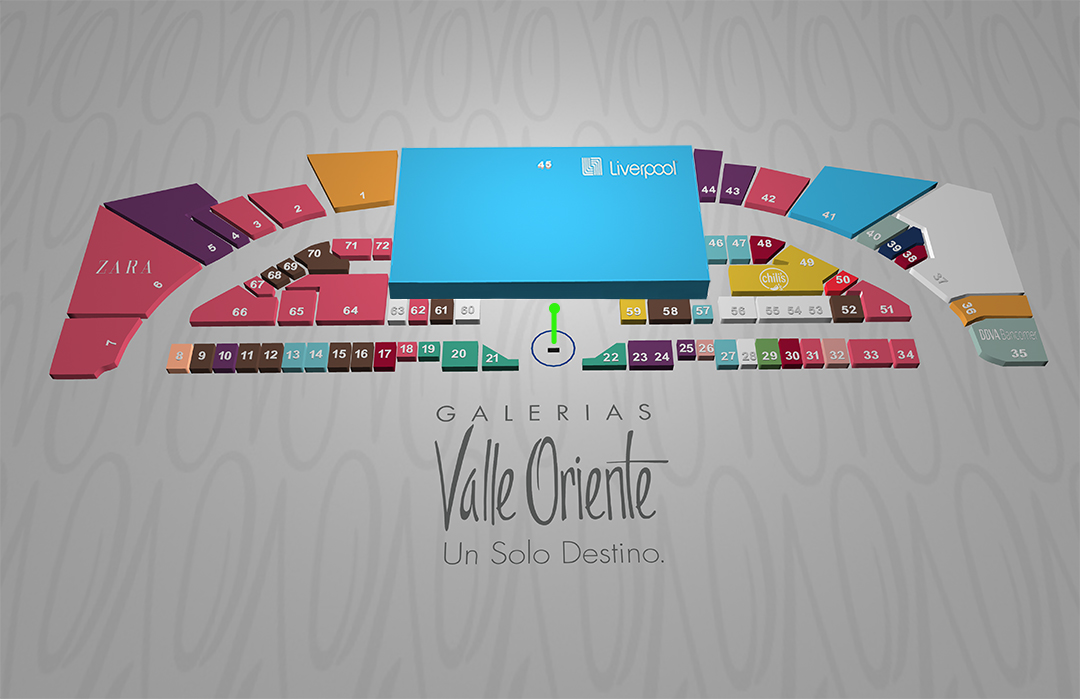 45 Liverpool
44 43 42 41
1 2 3 4 5
ZARA
6
7
40 39 38 37
36
BBVA Bancomer
35
70 71 72
69 68 67
46 47 48 49
chili's
50
66 65 64 63 62 61 60
59 58 57 56 55 54 53 52 51
8 9 10 11 12 13 14 15 16 17 18 19 20 21
22 23 24 25 26 27 28 29 30 31 32 33 34
GALERIAS
Valle Oriente
Un Solo Destino.